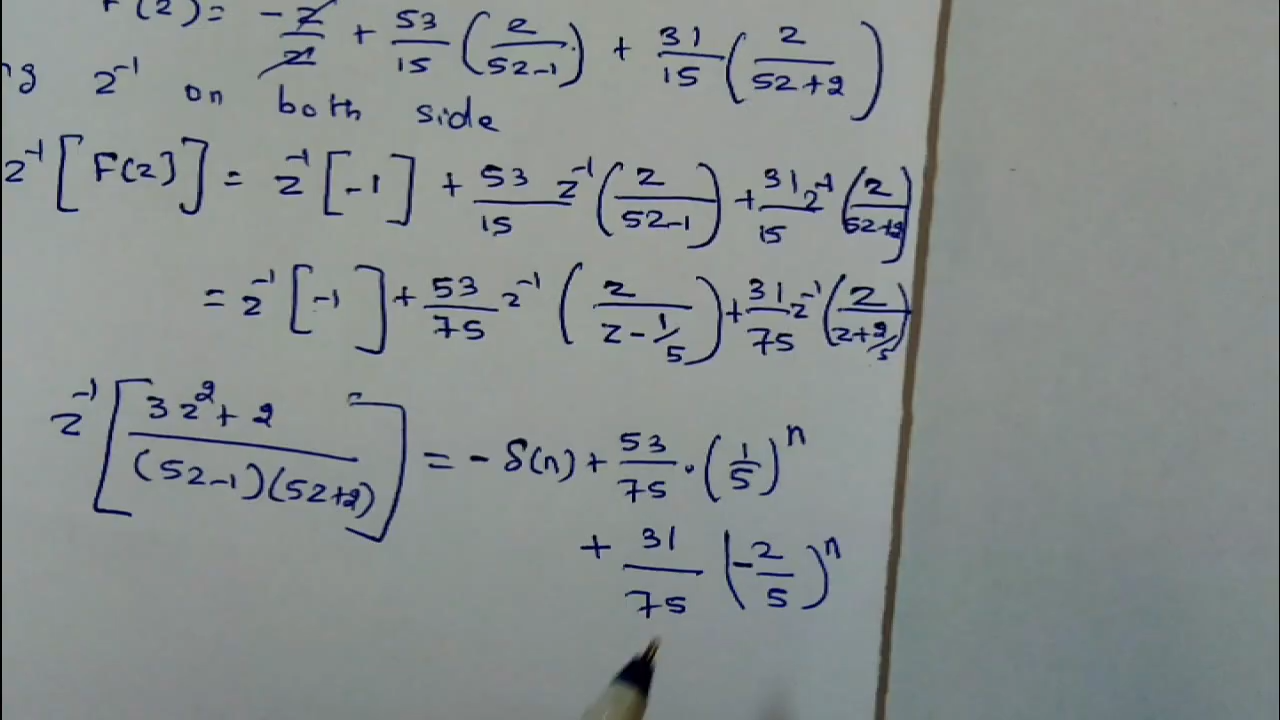 F(z) = -z/z + 53/15 (z/5z-1) + 31/15 (z/5z+2)
z⁻¹ on both side
z⁻¹[F(z)] = z⁻¹[-1] + 53/15 z⁻¹(z/5z-1) + 31/15 z⁻¹(z/5z+2)
= z⁻¹[-1] + 53/75 z⁻¹(z/z-1/5) + 31/75 z⁻¹(z/z+2/5)
z⁻¹[3z²+2/(5z-1)(5z+2)] = -δ(n) + 53/75 · (1/5)ⁿ
+ 31/75 (-2/5)ⁿ